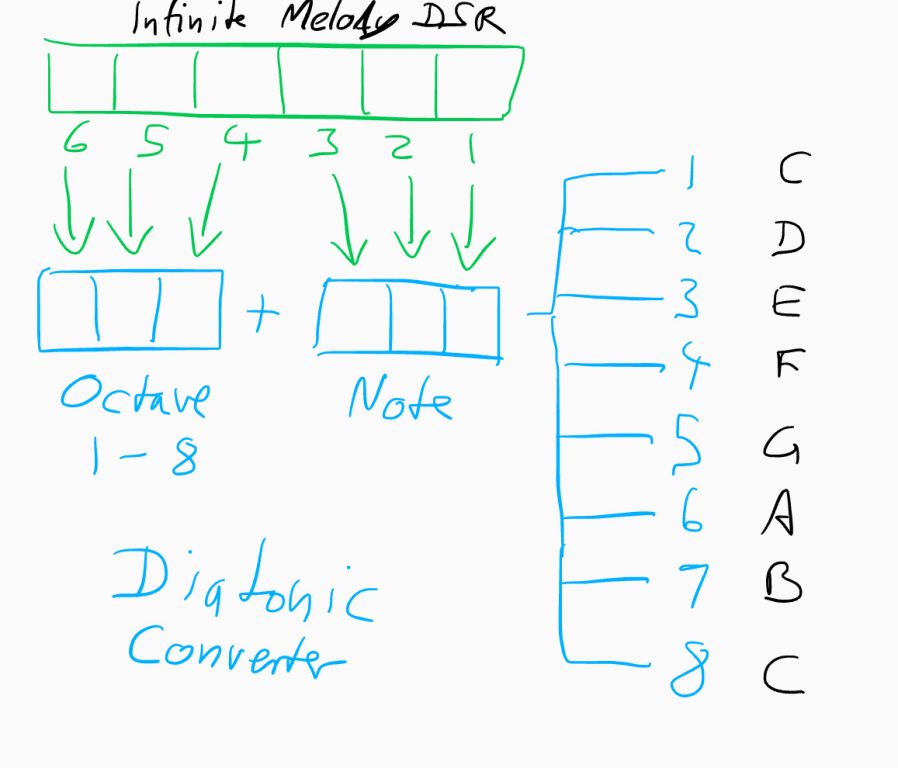 Infinite Melody DSR
6 5 4 3 2 1
1 C
2 D
3 E
+
4 F
Octave Note
5 G
1 - 8
6 A
Diatonic
7 B
Converter
8 C